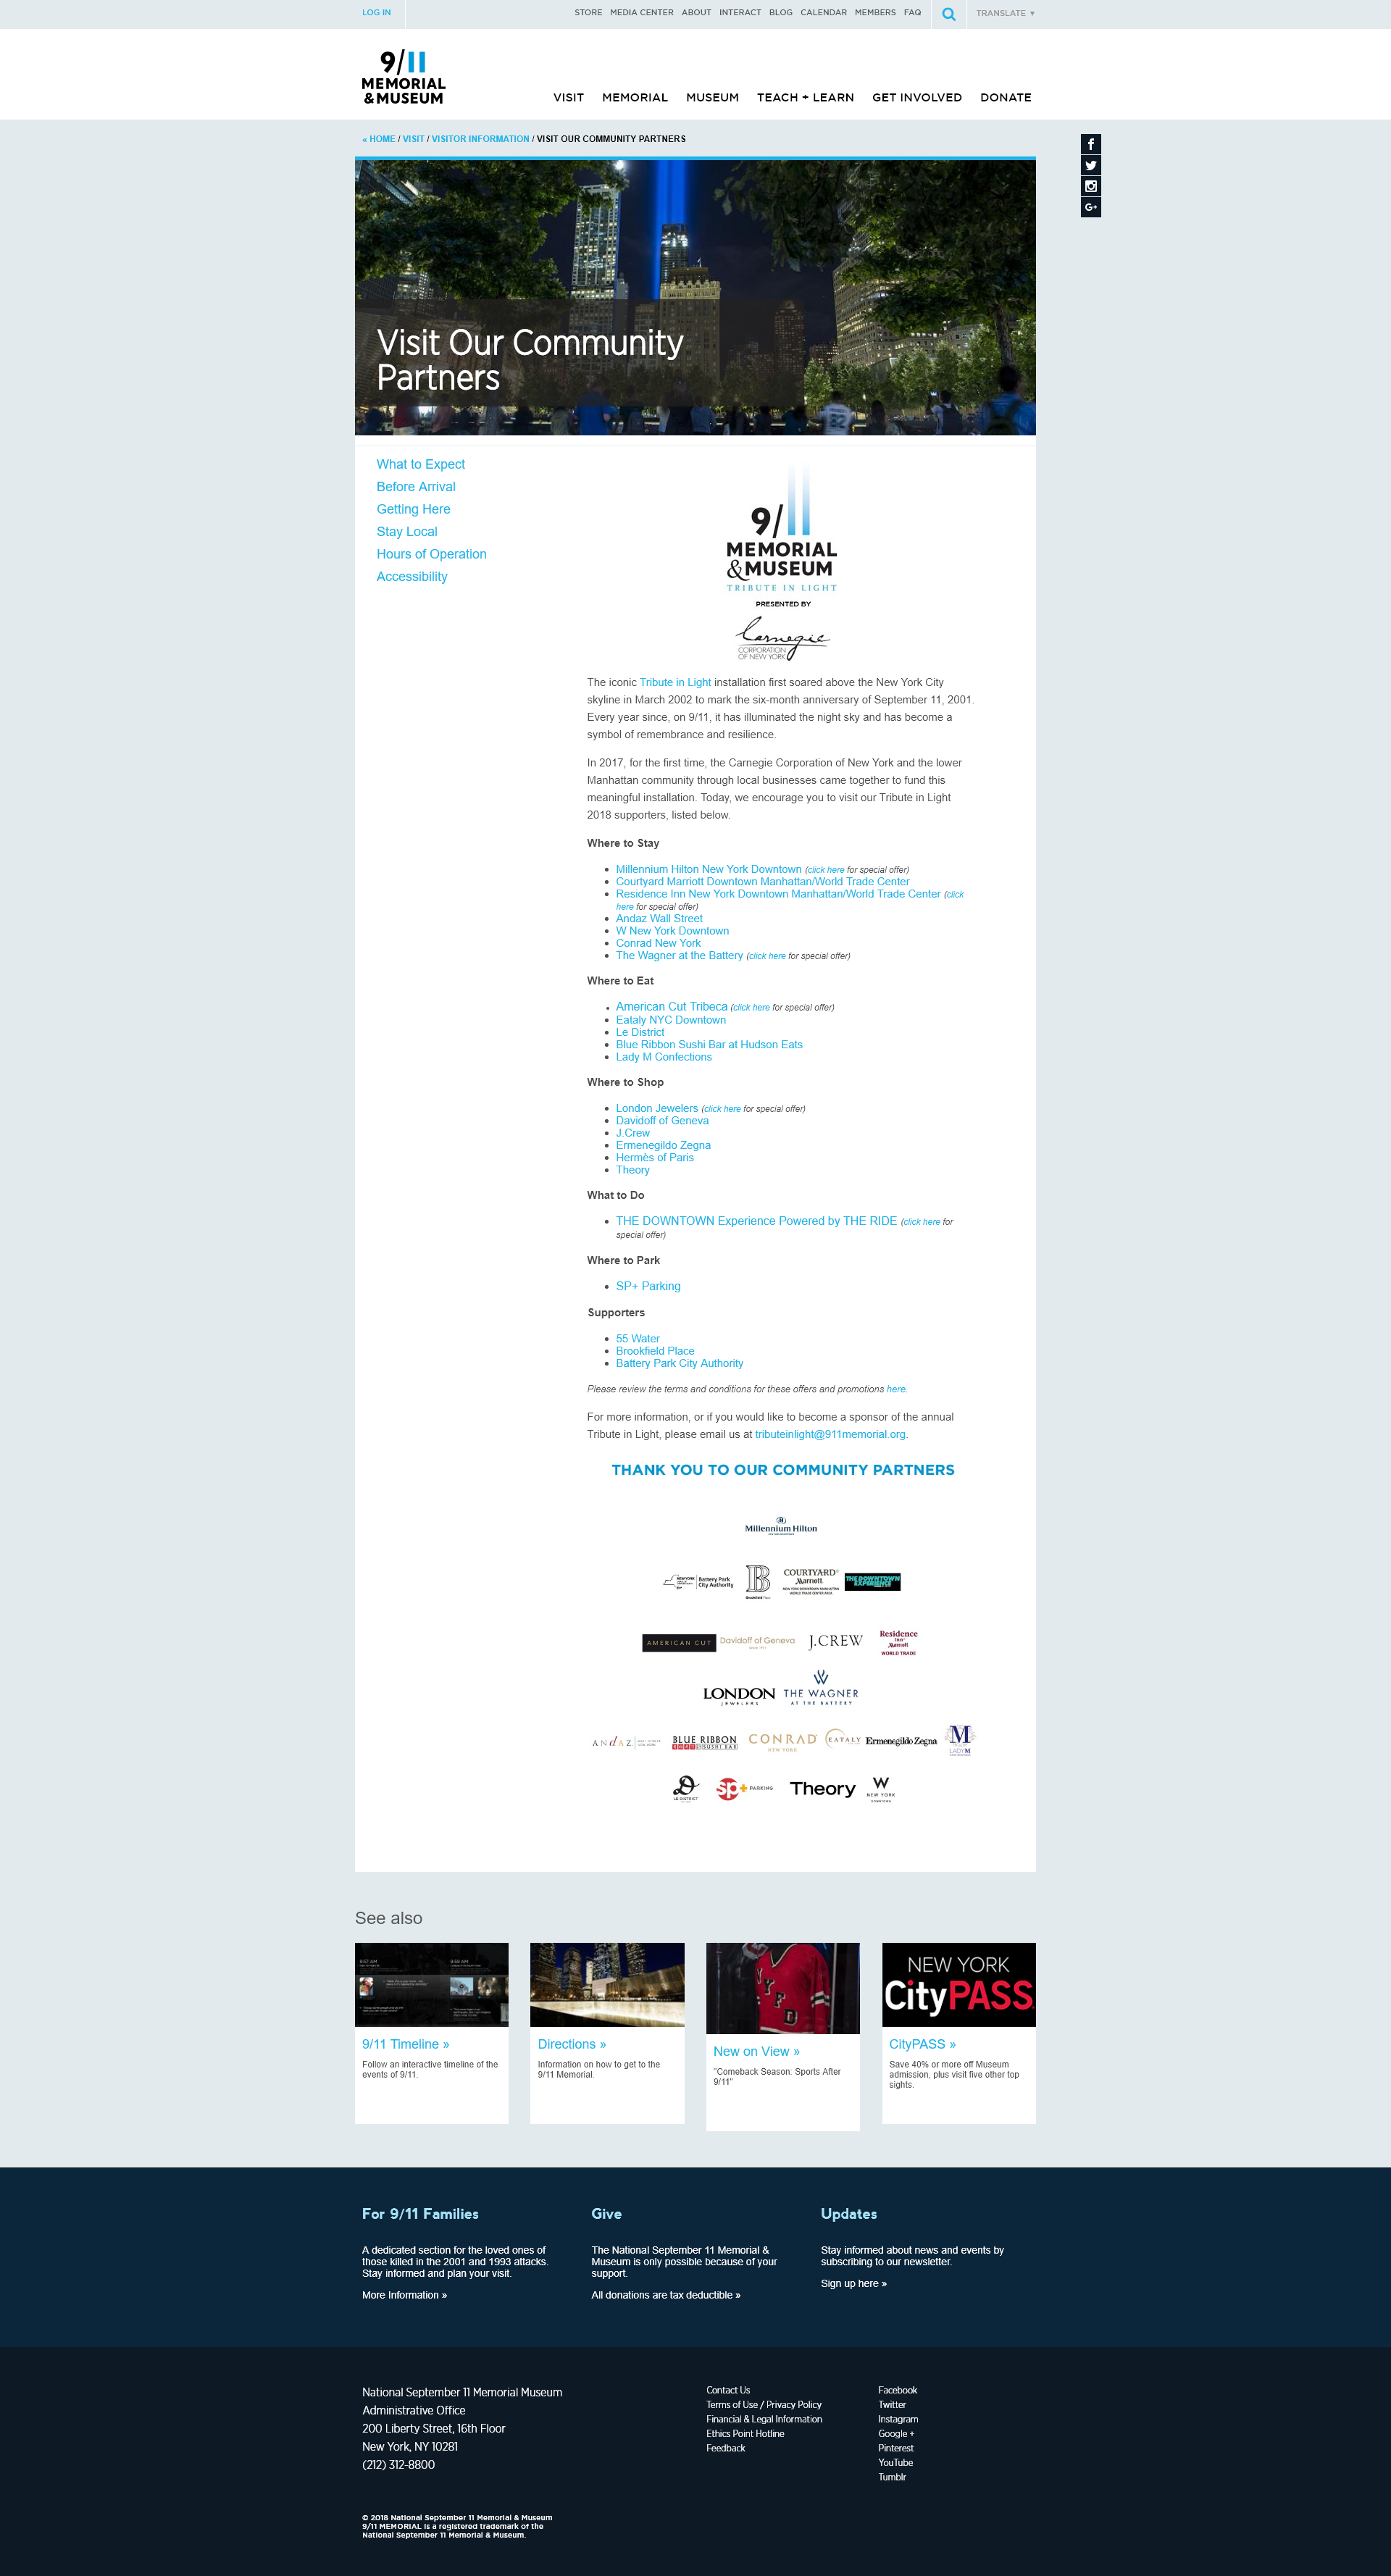 LOG IN
STORE MEDIA CENTER ABOUT INTERACT BLOG CALENDAR MEMBERS FAQ
TRANSLATE ▼
9/11
MEMORIAL
&MUSEUM
VISIT MEMORIAL MUSEUM TEACH + LEARN GET INVOLVED DONATE
« HOME / VISIT / VISITOR INFORMATION / VISIT OUR COMMUNITY PARTNERS
Visit Our Community
Partners
What to Expect
Before Arrival
Getting Here
Stay Local
Hours of Operation
Accessibility
9/11
MEMORIAL
&MUSEUM
TRIBUTE IN LIGHT
PRESENTED BY
Carnegie
CORPORATION
OF NEW YORK
The iconic Tribute in Light installation first soared above the New York City
skyline in March 2002 to mark the six-month anniversary of September 11, 2001.
Every year since, on 9/11, it has illuminated the night sky and has become a
symbol of remembrance and resilience.
In 2017, for the first time, the Carnegie Corporation of New York and the lower
Manhattan community through local businesses came together to fund this
meaningful installation. Today, we encourage you to visit our Tribute in Light
2018 supporters, listed below.
Where to Stay
Millennium Hilton New York Downtown (click here for special offer)
Courtyard Marriott Downtown Manhattan/World Trade Center
Residence Inn New York Downtown Manhattan/World Trade Center (click
here for special offer)
Andaz Wall Street
W New York Downtown
Conrad New York
The Wagner at the Battery (click here for special offer)
Where to Eat
American Cut Tribeca (click here for special offer)
Eataly NYC Downtown
Le District
Blue Ribbon Sushi Bar at Hudson Eats
Lady M Confections
Where to Shop
London Jewelers (click here for special offer)
Davidoff of Geneva
J.Crew
Ermenegildo Zegna
Hermès of Paris
Theory
What to Do
THE DOWNTOWN Experience Powered by THE RIDE (click here for
special offer)
Where to Park
SP+ Parking
Supporters
55 Water
Brookfield Place
Battery Park City Authority
Please review the terms and conditions for these offers and promotions here.
For more information, or if you would like to become a sponsor of the annual
Tribute in Light, please email us at tributeinlight@911memorial.org.
THANK YOU TO OUR COMMUNITY PARTNERS
Millennium Hilton
Battery Park
City Authority
B
Brookfield Place
COURTYARD
Marriott
THE DOWNTOWN
EXPERIENCE
AMERICAN CUT
Davidoff of Geneva
J.CREW
Residence
Inn
Marriott
WORLD TRADE
LONDON
JEWELERS
THE WAGNER
AT THE BATTERY
ANdAZ
BLUE RIBBON
SUSHI BAR
CONRAD
NEW YORK
EATALY
Ermenegildo Zegna
M
LADY M
LE DISTRICT
sp+ PARKING
Theory
W
NEW YORK
DOWNTOWN
See also
9:57 AM
9:59 AM
NYFD
NEW YORK
CityPASS
9/11 Timeline »
Follow an interactive timeline of the
events of 9/11.
Directions »
Information on how to get to the
9/11 Memorial.
New on View »
"Comeback Season: Sports After
9/11"
CityPASS »
Save 40% or more off Museum
admission, plus visit five other top
sights.
For 9/11 Families
A dedicated section for the loved ones of
those killed in the 2001 and 1993 attacks.
Stay informed and plan your visit.
More Information »
Give
The National September 11 Memorial &
Museum is only possible because of your
support.
All donations are tax deductible »
Updates
Stay informed about news and events by
subscribing to our newsletter.
Sign up here »
National September 11 Memorial Museum
Administrative Office
200 Liberty Street, 16th Floor
New York, NY 10281
(212) 312-8800
Contact Us
Terms of Use / Privacy Policy
Financial & Legal Information
Ethics Point Hotline
Feedback
Facebook
Twitter
Instagram
Google +
Pinterest
YouTube
Tumblr
© 2018 National September 11 Memorial & Museum
9/11 MEMORIAL is a registered trademark of the
National September 11 Memorial & Museum.